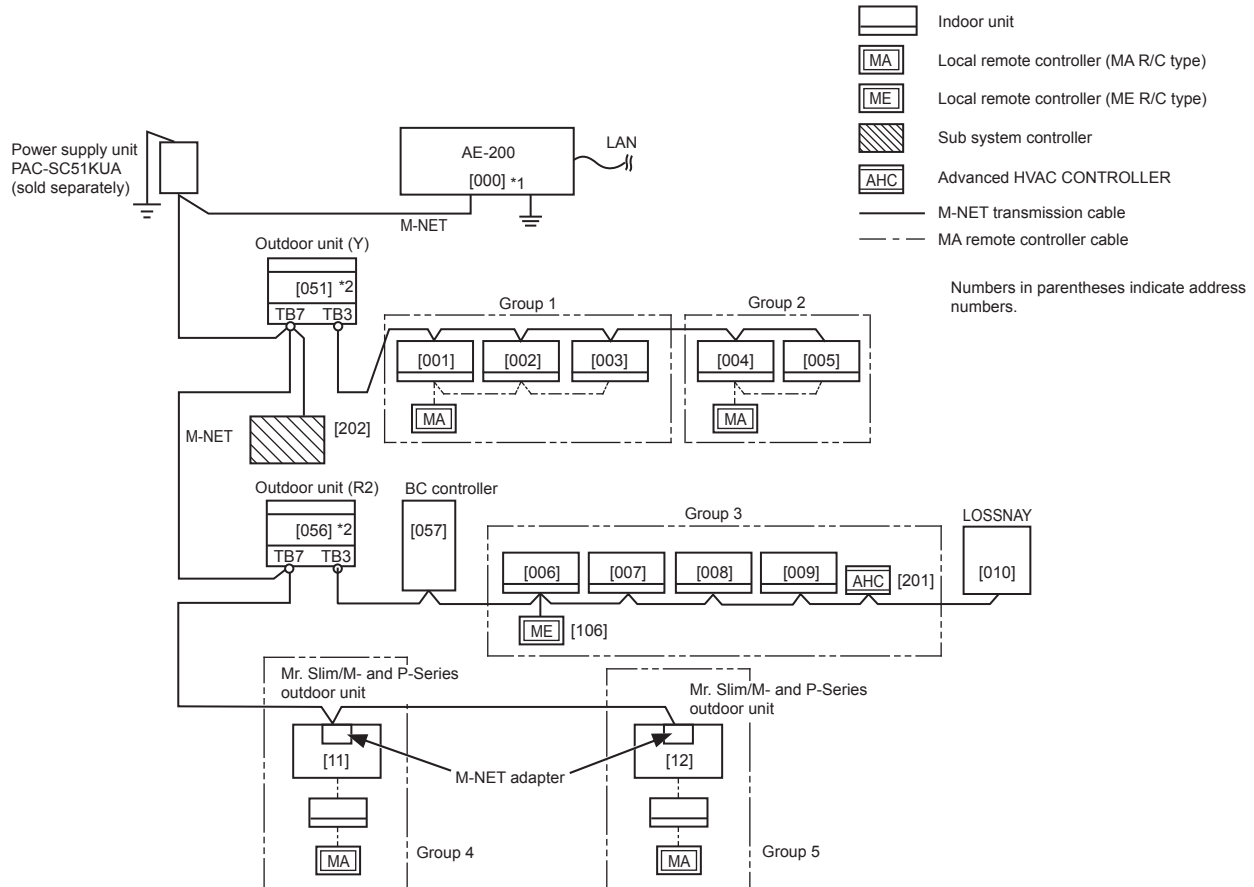 Indoor unit
MA Local remote controller (MA R/C type)
ME Local remote controller (ME R/C type)
Sub system controller
AHC Advanced HVAC CONTROLLER
M-NET transmission cable
MA remote controller cable
Numbers in parentheses indicate address
numbers.
Power supply unit
PAC-SC51KUA
(sold separately)
AE-200
[000] *1
LAN
M-NET
Outdoor unit (Y)
[051] *2
TB7 TB3
Group 1
[001] [002] [003]
MA
Group 2
[004] [005]
MA
M-NET
[202]
Outdoor unit (R2)
[056] *2
TB7 TB3
BC controller
[057]
Group 3
[006] [007] [008] [009] AHC [201]
ME [106]
LOSSNAY
[010]
Mr. Slim/M- and P-Series
outdoor unit
[11]
MA
Group 4
M-NET adapter
Mr. Slim/M- and P-Series
outdoor unit
[12]
MA
Group 5